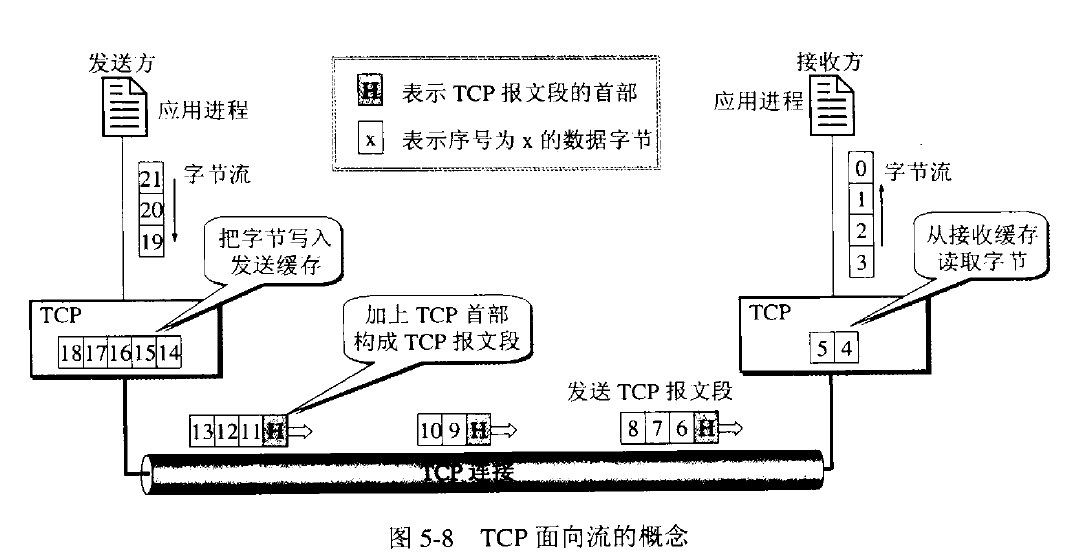 发送方
应用进程
H 表示 TCP 报文段的首部
x 表示序号为 x 的数据字节
接收方
应用进程
21
20
19
字节流
把字节写入
发送缓存
0
1
2
3
字节流
从接收缓存
读取字节
TCP
18 17 16 15 14
加上 TCP 首部
构成 TCP 报文段
TCP
5 4
发送 TCP 报文段
13 12 11 H
10 9 H
8 7 6 H
TCP 连接
图 5-8 TCP 面向流的概念